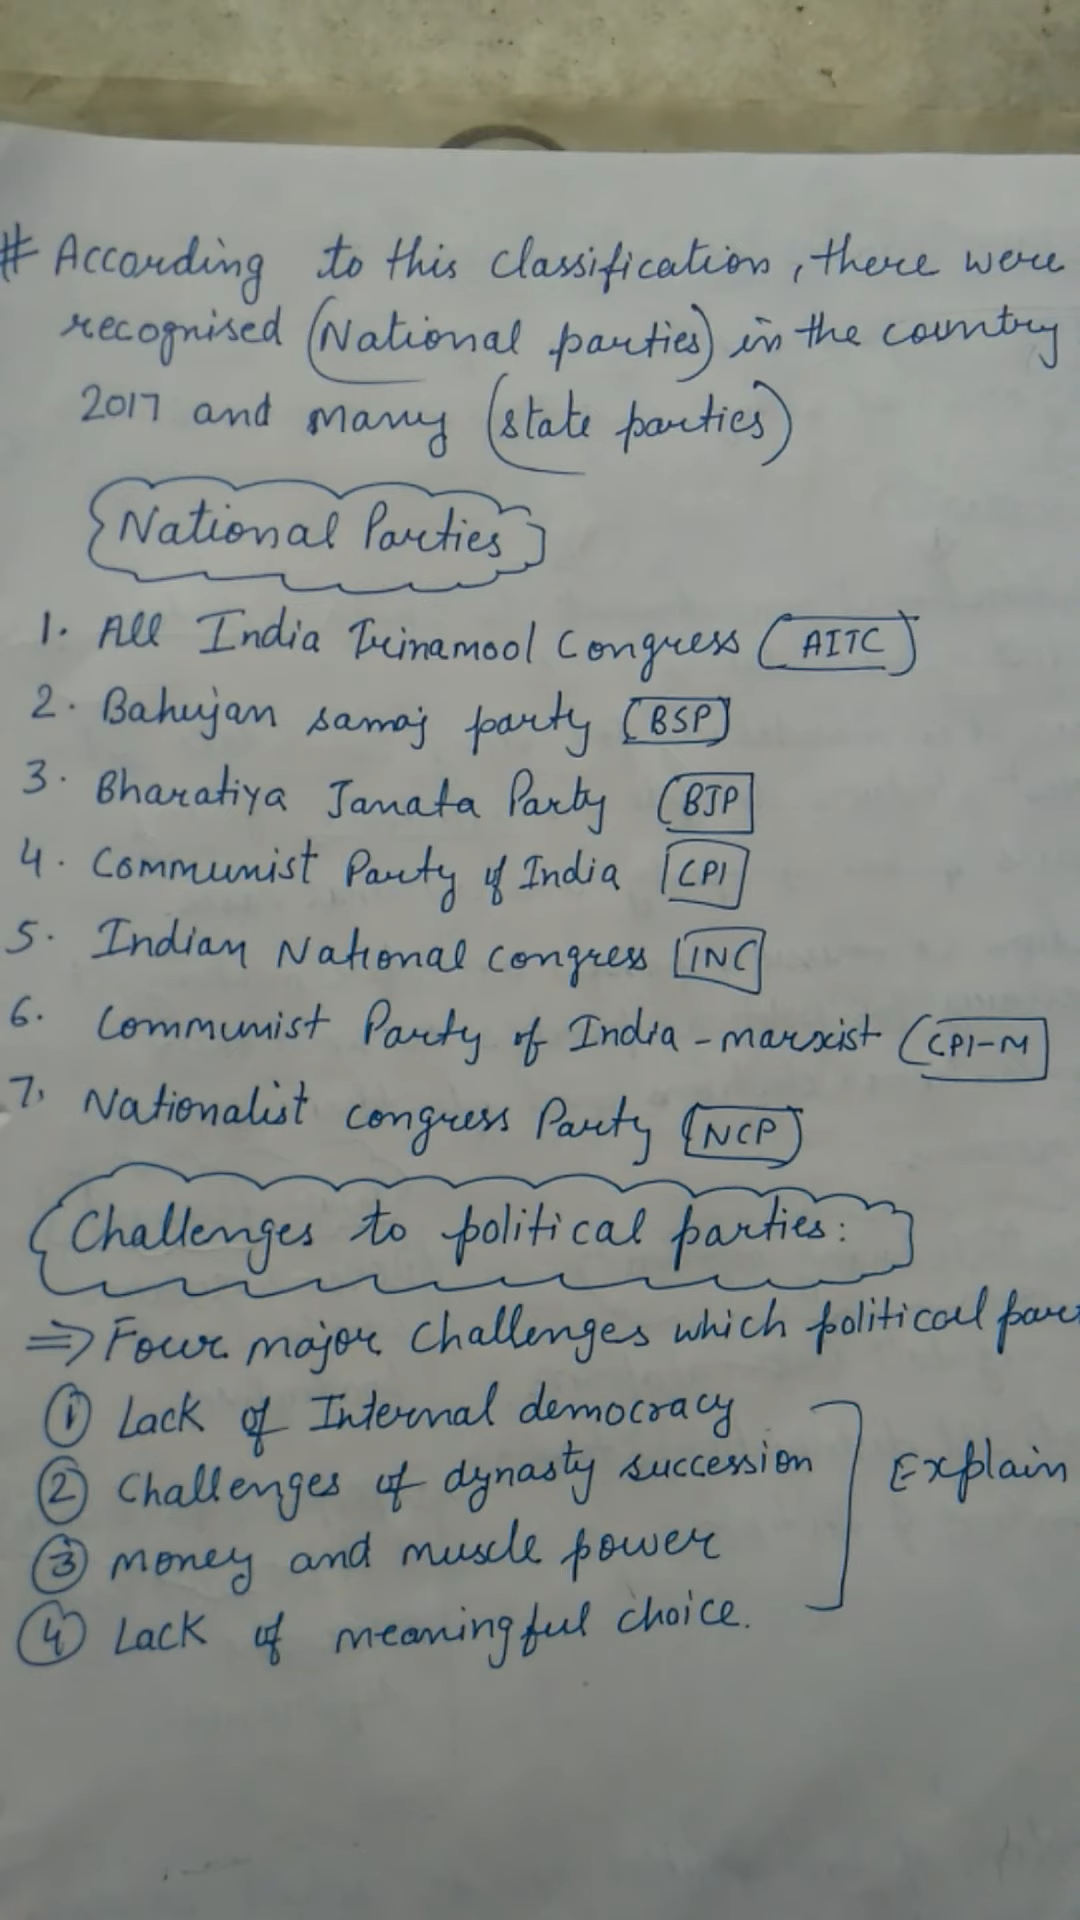 # According to this classification, there were
recognised (National parties) in the country
2017 and many (state parties)
National Parties
1. All India Trinamool Congress (AITC)
2. Bahujan samaj party (BSP)
3. Bharatiya Janata Party (BJP)
4. Communist Party of India (CPI)
5. Indian National congress (INC)
6. Communist Party of India - marxist (CPI-M)
7. Nationalist congress Party (NCP)
Challenges to political parties:
⇒ Four major challenges which political
① Lack of Internal democracy
② Challenges of dynasty succession
③ money and muscle power
④ Lack of meaningful choice.
Explain